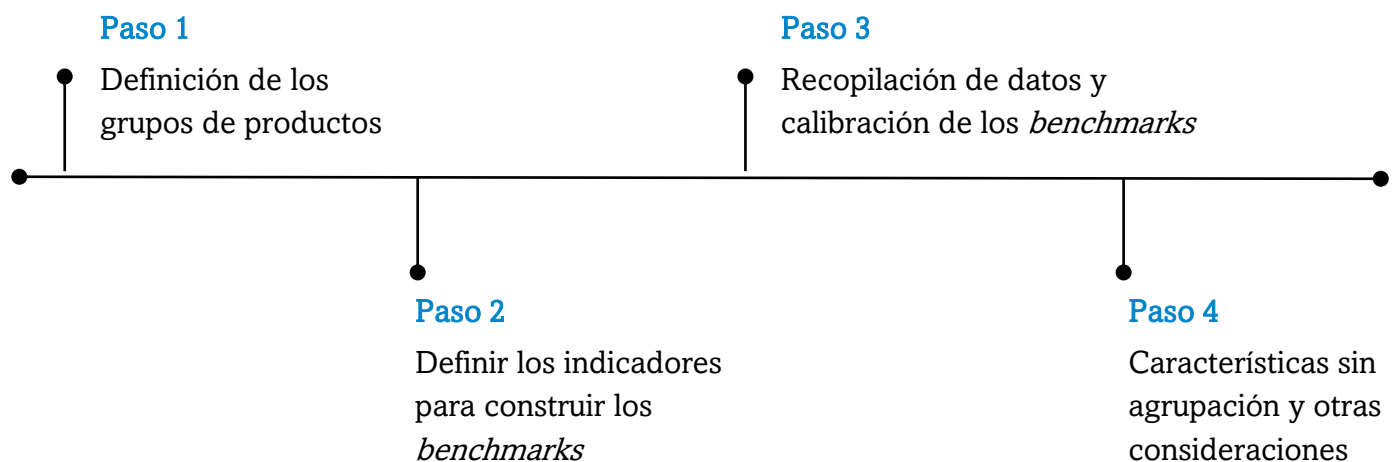 Paso 1
Definición de los
grupos de productos
Paso 2
Definir los indicadores
para construir los
benchmarks
Paso 3
Recopilación de datos y
calibración de los benchmarks
Paso 4
Características sin
agrupación y otras
consideraciones